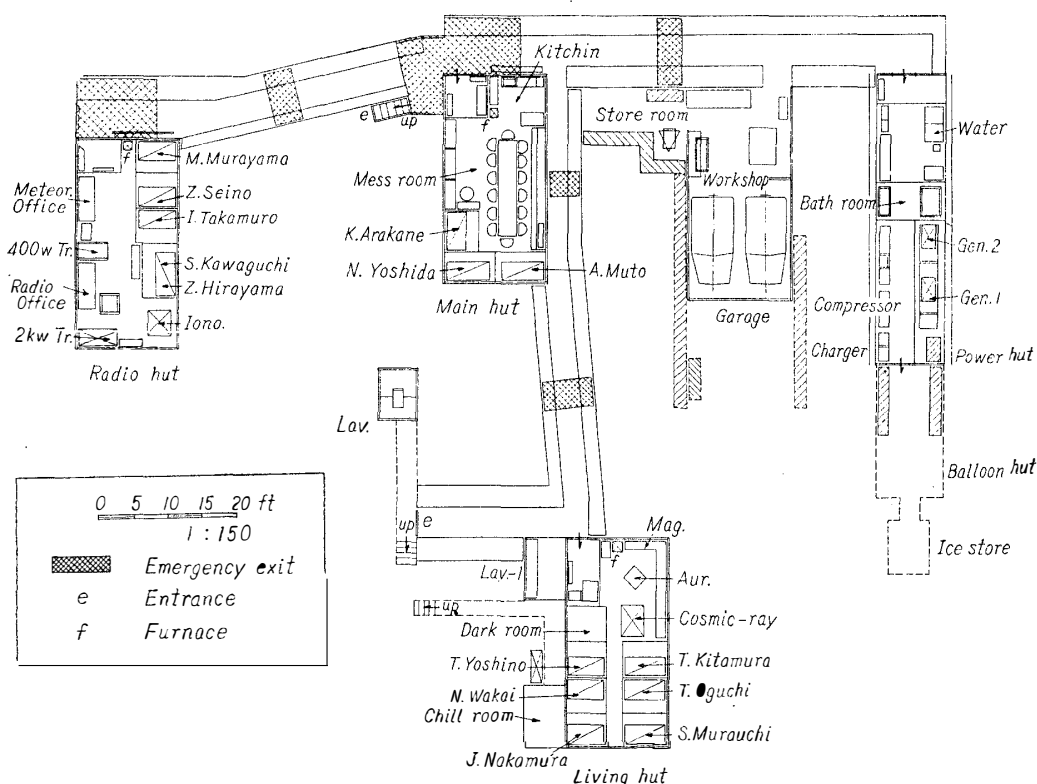 Kitchin
e
up
f
Store room
Water
f
M. Murayama
Meteor.
Office
Z. Seino
Mess room
Workshop
Bath room
I. Takamuro
K. Arakane
Gen. 2
400w Tr.
S. Kawaguchi
N. Yoshida
A. Muto
Radio
Office
Z. Hirayama
Main hut
Compressor
Gen. 1
Iono.
Garage
2kw Tr.
Charger
Power hut
Radio hut
Lav.
Balloon hut
0 5 10 15 20 ft
1 : 150
up
e
Mag.
Ice store
Emergency exit
Lav.-1
f
Aur.
e Entrance
up
Dark room
Cosmic-ray
f Furnace
T. Yoshino
T. Kitamura
N. Wakai
T. Oguchi
Chill room
S. Murauchi
J. Nakamura
Living hut